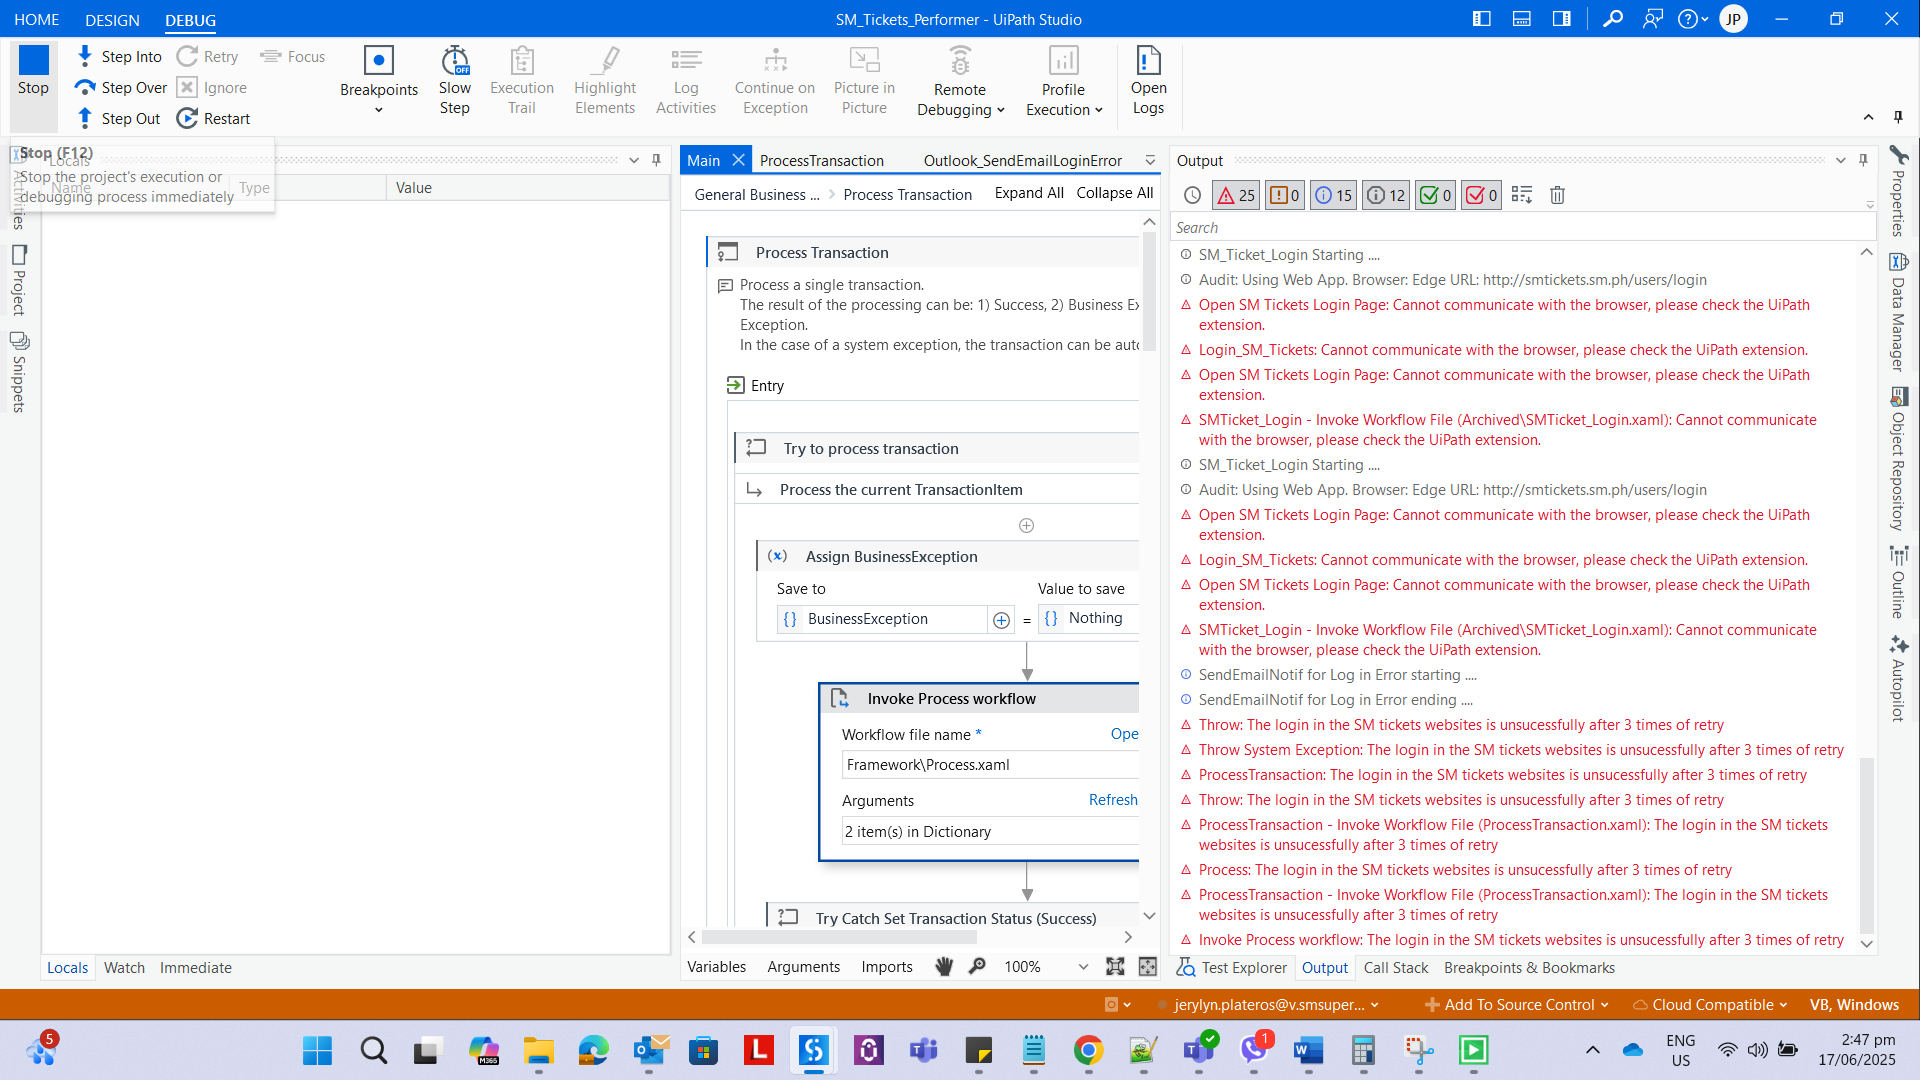 HOME
DESIGN
DEBUG
SM_Tickets_Performer - UiPath Studio
JP
Stop
Step Into
Step Over
Step Out
Retry
Ignore
Restart
Focus
Breakpoints
OFF
Slow
Step
Execution
Trail
Highlight
Elements
Log
Activities
Continue on
Exception
Picture in
Picture
Remote
Debugging
Profile
Execution
Open
Logs
Stop (F12)
Stop the project's execution or
debugging process immediately
Locals
Name
Type
Value
Activities
Project
Snippets
Main
ProcessTransaction
Outlook_SendEmailLoginError
General Business ...
Process Transaction
Expand All
Collapse All
Process Transaction
Process a single transaction.
The result of the processing can be: 1) Success, 2) Business Ex
Exception.
In the case of a system exception, the transaction can be auto
Entry
Try to process transaction
Process the current TransactionItem
Assign BusinessException
Save to
Value to save
BusinessException
=
Nothing
Invoke Process workflow
Workflow file name *
Ope
Framework\Process.xaml
Arguments
Refresh
2 item(s) in Dictionary
Try Catch Set Transaction Status (Success)
Variables
Arguments
Imports
100%
Locals
Watch
Immediate
Output
25
0
15
12
0
0
Search
SM_Ticket_Login Starting ....
Audit: Using Web App. Browser: Edge URL: http://smtickets.sm.ph/users/login
Open SM Tickets Login Page: Cannot communicate with the browser, please check the UiPath
extension.
Login_SM_Tickets: Cannot communicate with the browser, please check the UiPath extension.
Open SM Tickets Login Page: Cannot communicate with the browser, please check the UiPath
extension.
SMTicket_Login - Invoke Workflow File (Archived\SMTicket_Login.xaml): Cannot communicate
with the browser, please check the UiPath extension.
SM_Ticket_Login Starting ....
Audit: Using Web App. Browser: Edge URL: http://smtickets.sm.ph/users/login
Open SM Tickets Login Page: Cannot communicate with the browser, please check the UiPath
extension.
Login_SM_Tickets: Cannot communicate with the browser, please check the UiPath extension.
Open SM Tickets Login Page: Cannot communicate with the browser, please check the UiPath
extension.
SMTicket_Login - Invoke Workflow File (Archived\SMTicket_Login.xaml): Cannot communicate
with the browser, please check the UiPath extension.
SendEmailNotif for Log in Error starting ....
SendEmailNotif for Log in Error ending ....
Throw: The login in the SM tickets websites is unsucessfully after 3 times of retry
Throw System Exception: The login in the SM tickets websites is unsucessfully after 3 times of retry
ProcessTransaction: The login in the SM tickets websites is unsucessfully after 3 times of retry
Throw: The login in the SM tickets websites is unsucessfully after 3 times of retry
ProcessTransaction - Invoke Workflow File (ProcessTransaction.xaml): The login in the SM tickets
websites is unsucessfully after 3 times of retry
Process: The login in the SM tickets websites is unsucessfully after 3 times of retry
ProcessTransaction - Invoke Workflow File (ProcessTransaction.xaml): The login in the SM tickets
websites is unsucessfully after 3 times of retry
Invoke Process workflow: The login in the SM tickets websites is unsucessfully after 3 times of retry
Test Explorer
Output
Call Stack
Breakpoints & Bookmarks
Properties
Data Manager
Object Repository
Outline
Autopilot
jerylyn.plateros@v.smsuper...
Add To Source Control
Cloud Compatible
VB, Windows
5
M365
L
1
ENG
US
2:47 pm
17/06/2025